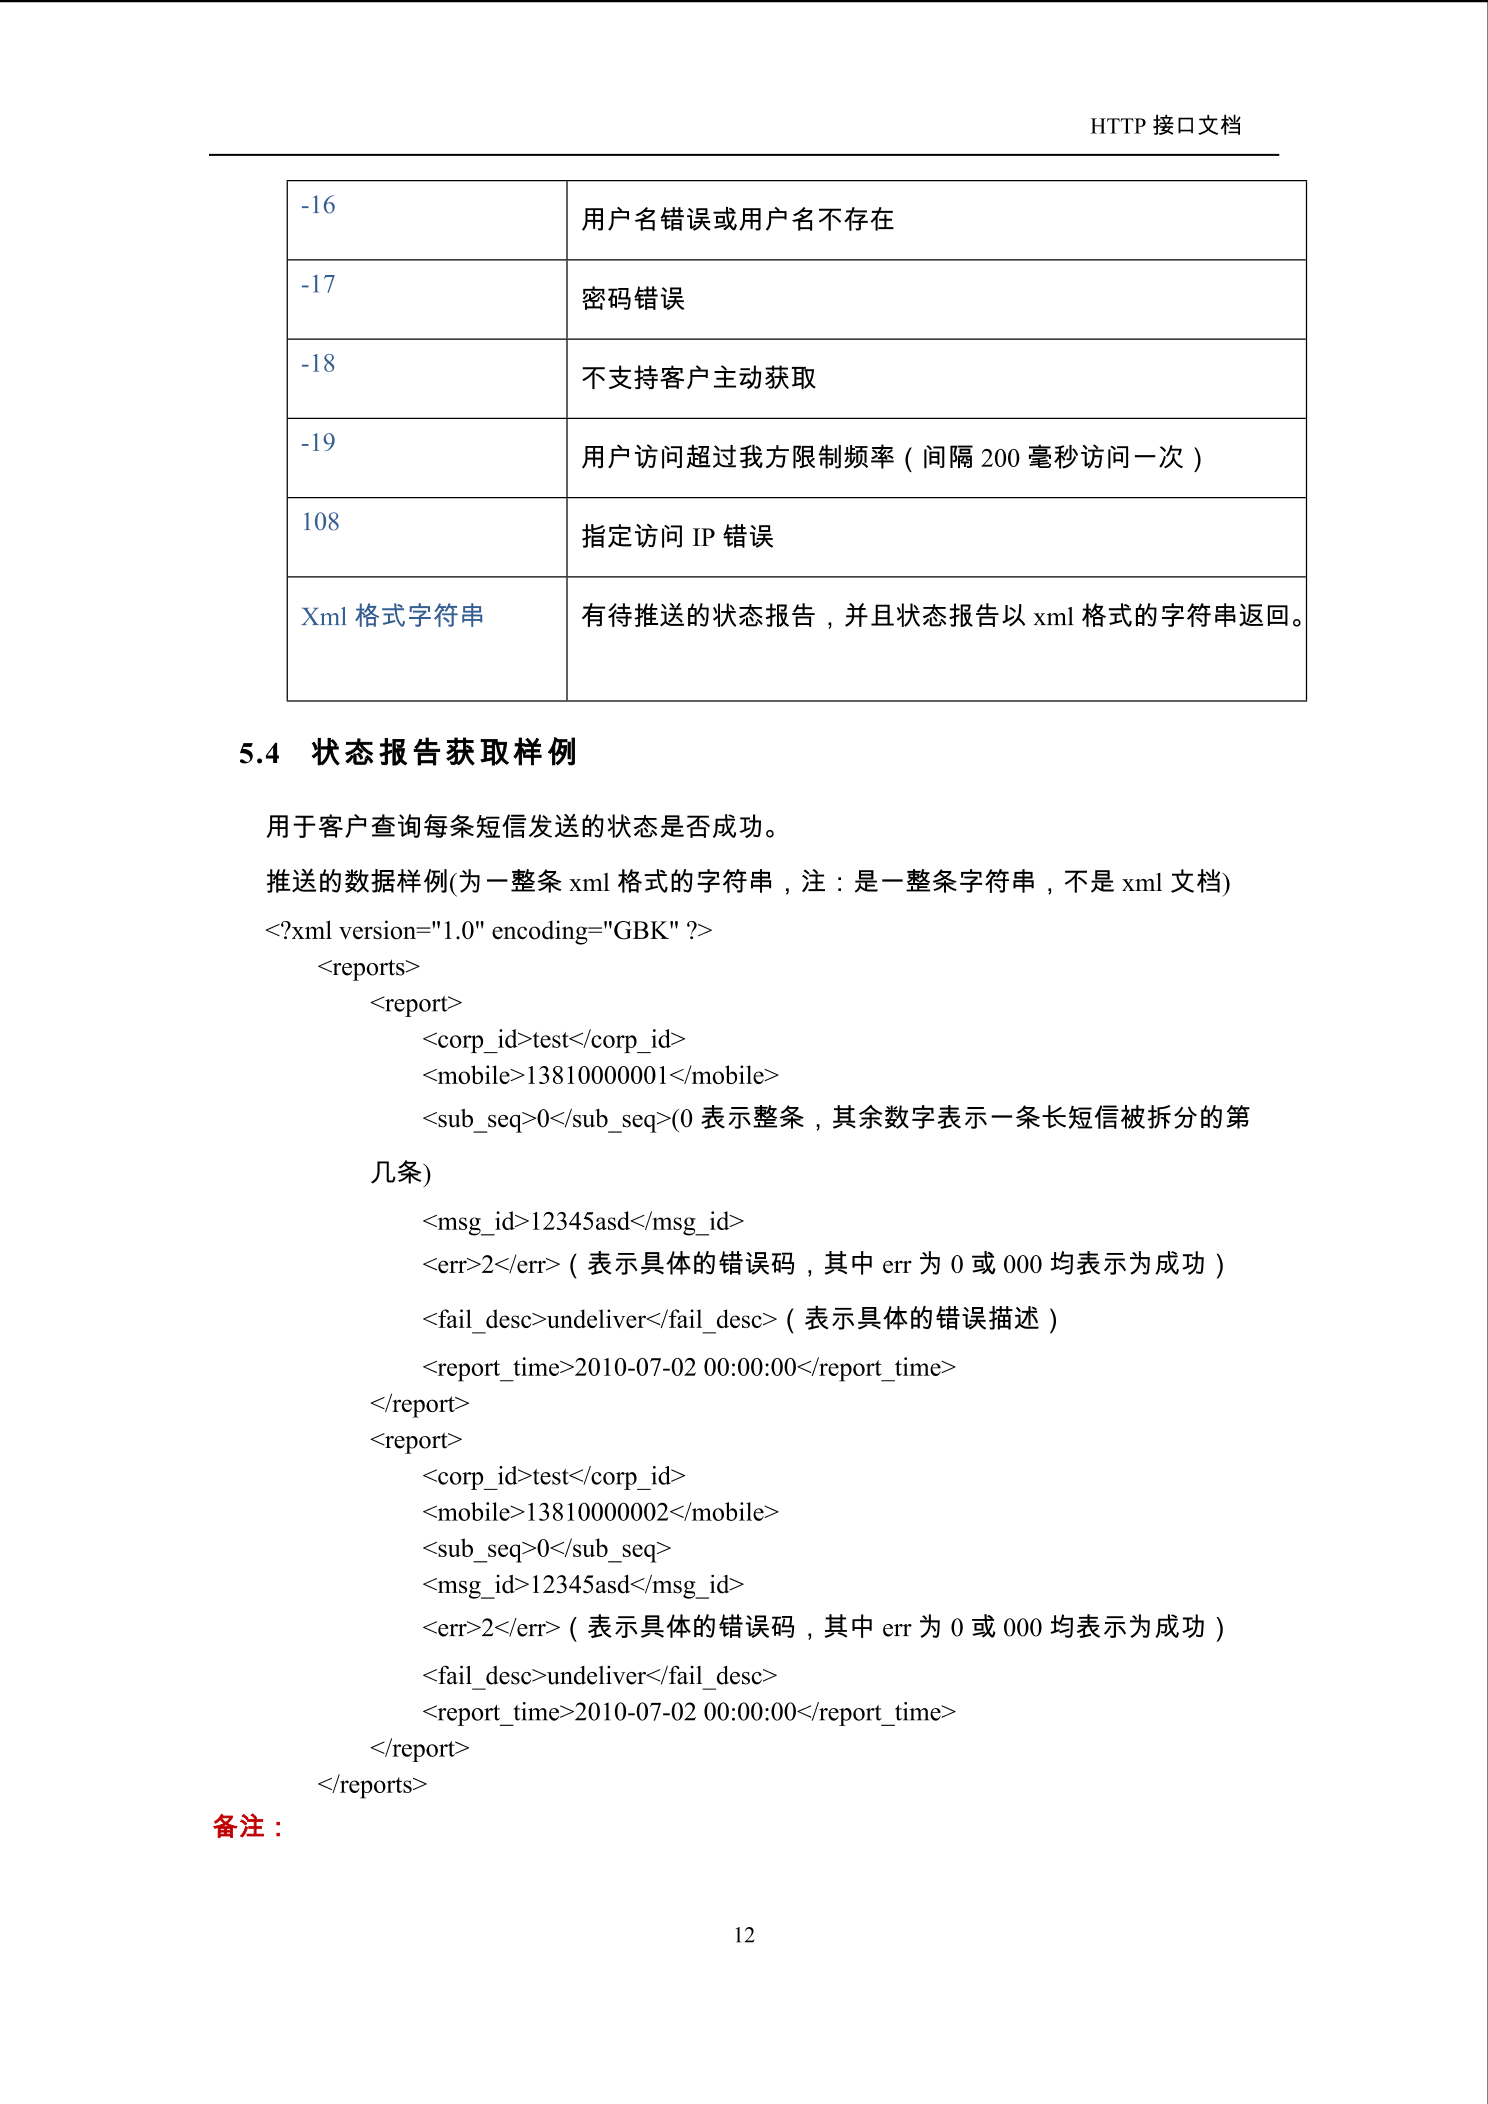 HTTP 接口文档
-16
用户名错误或用户名不存在
-17
密码错误
-18
不支持客户主动获取
-19
用户访问超过我方限制频率（间隔 200 毫秒访问一次）
108
指定访问 IP 错误
Xml 格式字符串
有待推送的状态报告，并且状态报告以 xml 格式的字符串返回。
5.4 状态报告获取样例
用于客户查询每条短信发送的状态是否成功。
推送的数据样例(为一整条 xml 格式的字符串，注：是一整条字符串，不是 xml 文档)
<?xml version="1.0" encoding="GBK" ?>
<reports>
<report>
<corp_id>test</corp_id>
<mobile>13810000001</mobile>
<sub_seq>0</sub_seq>(0 表示整条，其余数字表示一条长短信被拆分的第
几条)
<msg_id>12345asd</msg_id>
<err>2</err>（表示具体的错误码，其中 err 为 0 或 000 均表示为成功）
<fail_desc>undeliver</fail_desc>（表示具体的错误描述）
<report_time>2010-07-02 00:00:00</report_time>
</report>
<report>
<corp_id>test</corp_id>
<mobile>13810000002</mobile>
<sub_seq>0</sub_seq>
<msg_id>12345asd</msg_id>
<err>2</err>（表示具体的错误码，其中 err 为 0 或 000 均表示为成功）
<fail_desc>undeliver</fail_desc>
<report_time>2010-07-02 00:00:00</report_time>
</report>
</reports>
备注：
12